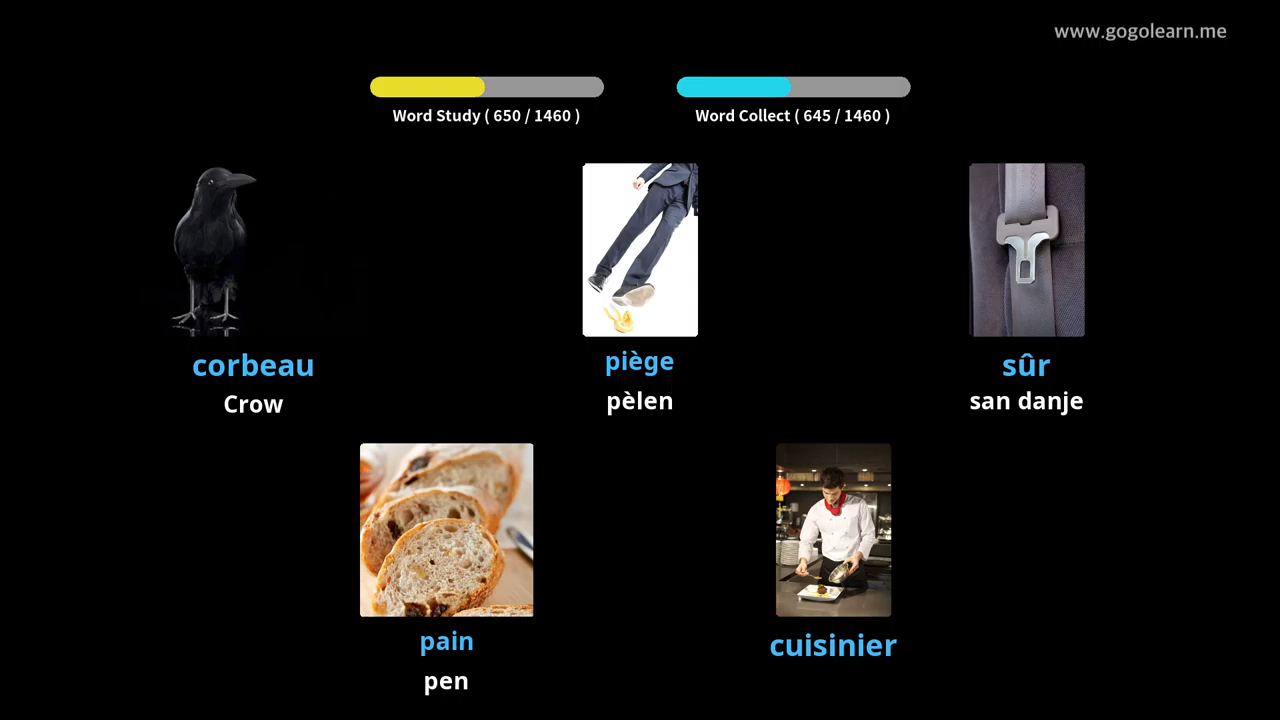 www.gogolearn.me
Word Study ( 650 / 1460 )
Word Collect ( 645 / 1460 )
corbeau
Crow
piège
pèlen
sûr
san danje
pain
pen
cuisinier